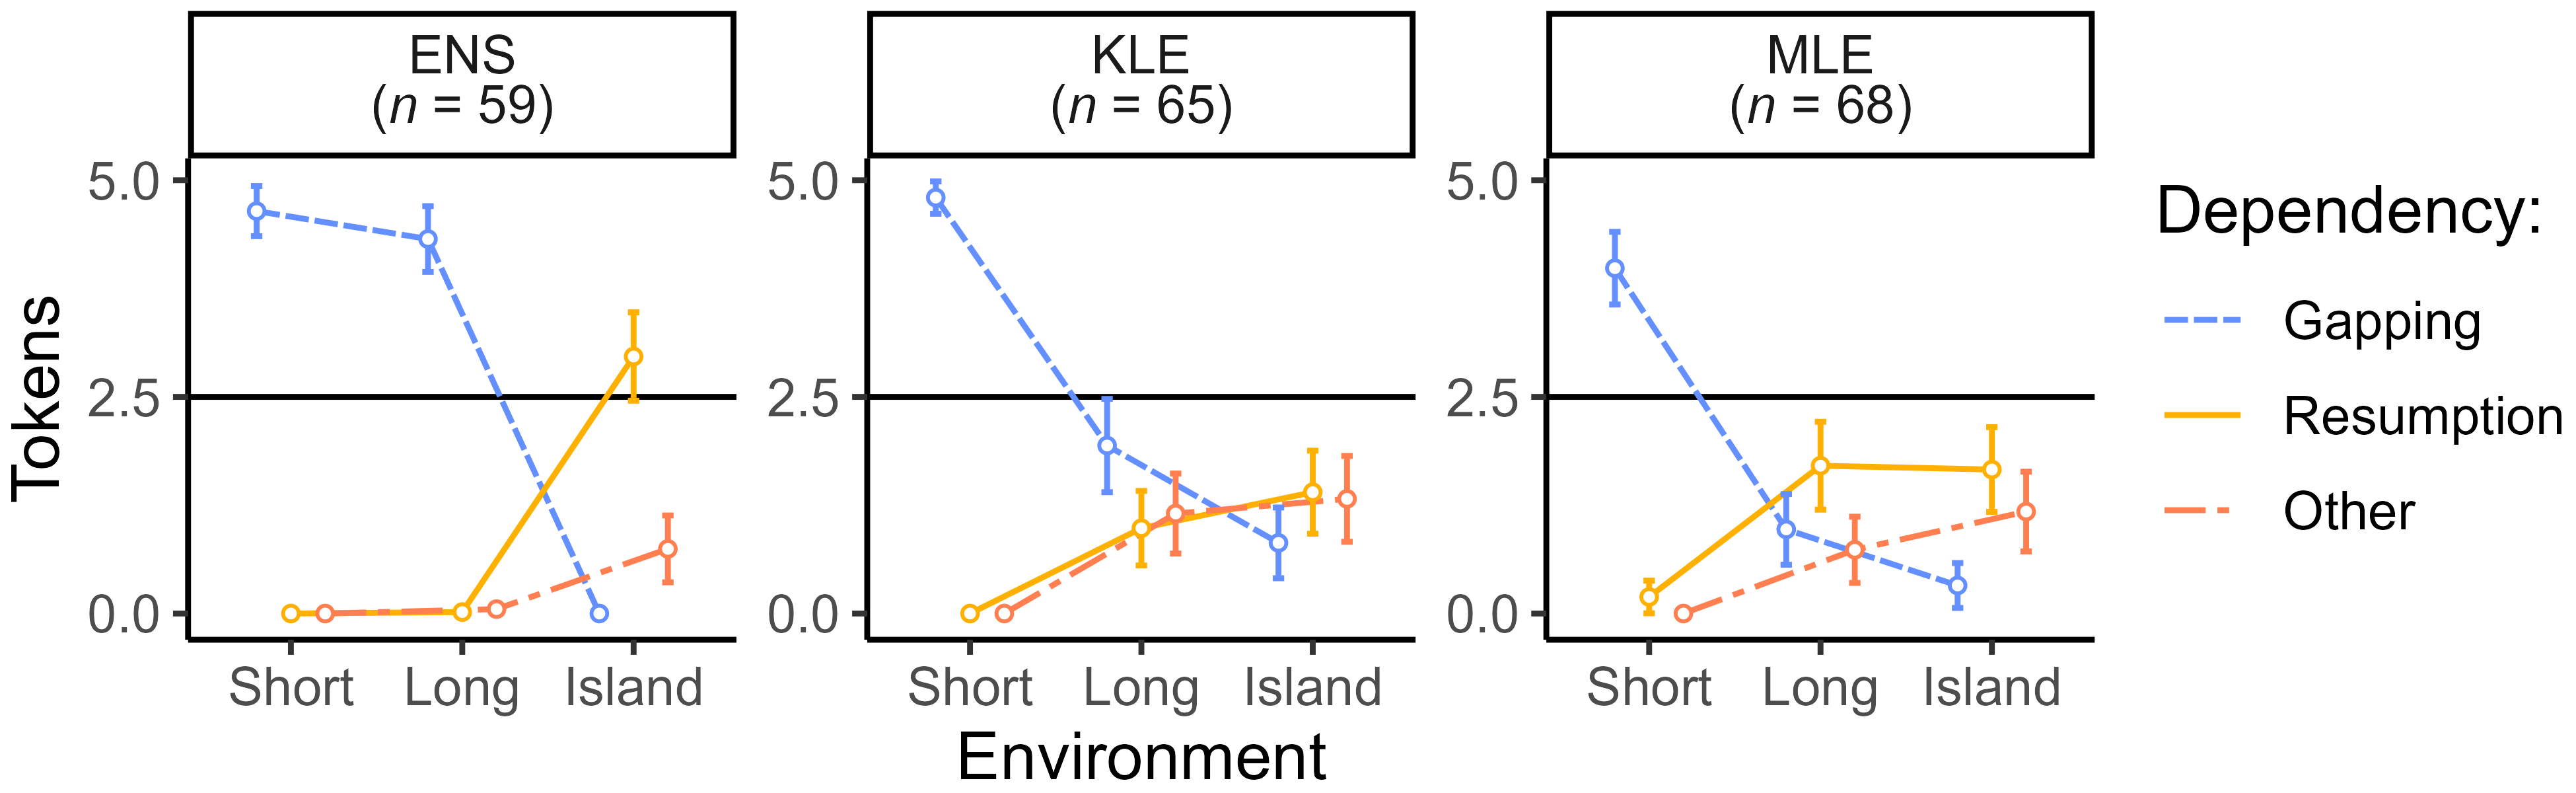 ENS
(n = 59)
KLE
(n = 65)
MLE
(n = 68)
Tokens
5.0
2.5
0.0
Short Long Island
5.0
2.5
0.0
Short Long Island
5.0
2.5
0.0
Short Long Island
Environment
Dependency:
Gapping
Resumption
Other